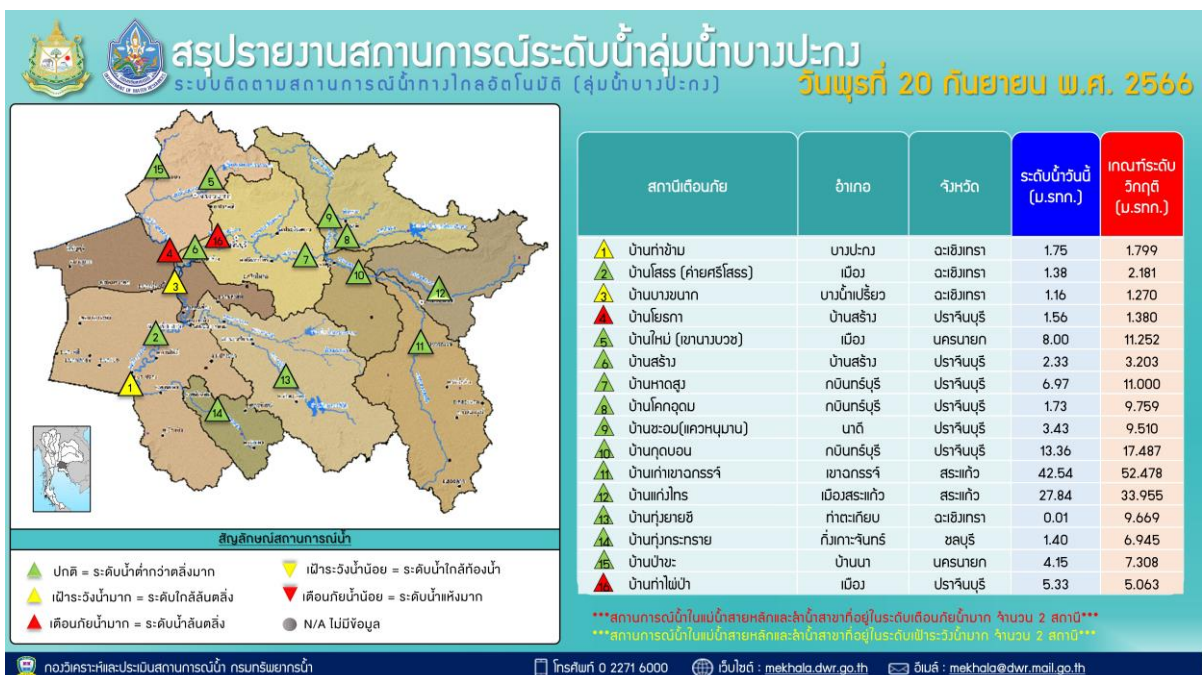 สรุปรายงานสถานการณ์ระดับน้ำลุ่มน้ำบางปะกง
ระบบติดตามสถานการณ์น้ำทางไกลอัตโนมัติ (ลุ่มน้ำบางปะกง)
วันพุธที่ 20 กันยายน พ.ศ. 2566
15
5
16
9
8
4
6
7
10
3
12
2
11
1
13
14
สัญลักษณ์สถานการณ์น้ำ
ปกติ = ระดับน้ำต่ำกว่าตลิ่งมาก
เฝ้าระวังน้ำน้อย = ระดับน้ำใกล้ท้องน้ำ
เฝ้าระวังน้ำมาก = ระดับใกล้ล้นตลิ่ง
เตือนภัยน้ำน้อย = ระดับน้ำแห้งมาก
เตือนภัยน้ำมาก = ระดับน้ำล้นตลิ่ง
N/A ไม่มีข้อมูล
สถานีเตือนภัย อำเภอ จังหวัด ระดับน้ำวันนี้ (ม.รทก.) เกณฑ์ระดับวิกฤติ (ม.รทก.)
1 บ้านท่าข้าม บางปะกง ฉะเชิงเทรา 1.75 1.799
2 บ้านโสธร (ค่ายศรีโสธร) เมือง ฉะเชิงเทรา 1.38 2.181
3 บ้านบางขนาก บางน้ำเปรี้ยว ฉะเชิงเทรา 1.16 1.270
4 บ้านโยธกา บ้านสร้าง ปราจีนบุรี 1.56 1.380
5 บ้านใหม่ (เขานางบวช) เมือง นครนายก 8.00 11.252
6 บ้านสร้าง บ้านสร้าง ปราจีนบุรี 2.33 3.203
7 บ้านหาดสูง กบินทร์บุรี ปราจีนบุรี 6.97 11.000
8 บ้านโคกอุดม กบินทร์บุรี ปราจีนบุรี 1.73 9.759
9 บ้านชะอม(แควหนุมาน) นาดี ปราจีนบุรี 3.43 9.510
10 บ้านกุดบอน กบินทร์บุรี ปราจีนบุรี 13.36 17.487
11 บ้านเก่าเขาฉกรรจ์ เขาฉกรรจ์ สระแก้ว 42.54 52.478
12 บ้านแก่งไทร เมืองสระแก้ว สระแก้ว 27.84 33.955
13 บ้านทุ่งยายชี ท่าตะเกียบ ฉะเชิงเทรา 0.01 9.669
14 บ้านทุ่งกระทราย กิ่งเกาะจันทร์ ชลบุรี 1.40 6.945
15 บ้านป่าขะ บ้านนา นครนายก 4.15 7.308
16 บ้านท่าไผ่ป่า เมือง ปราจีนบุรี 5.33 5.063
***สถานการณ์น้ำในแม่น้ำสายหลักและลำน้ำสาขาที่อยู่ในระดับเตือนภัยน้ำมาก จำนวน 2 สถานี***
***สถานการณ์น้ำในแม่น้ำสายหลักและลำน้ำสาขาที่อยู่ในระดับเฝ้าระวังน้ำมาก จำนวน 2 สถานี***
กองวิเคราะห์และประเมินสถานการณ์น้ำ กรมทรัพยากรน้ำ
โทรศัพท์ 0 2271 6000
เว็บไซต์ : mekhala.dwr.go.th
อีเมล์ : mekhala@dwr.mail.go.th